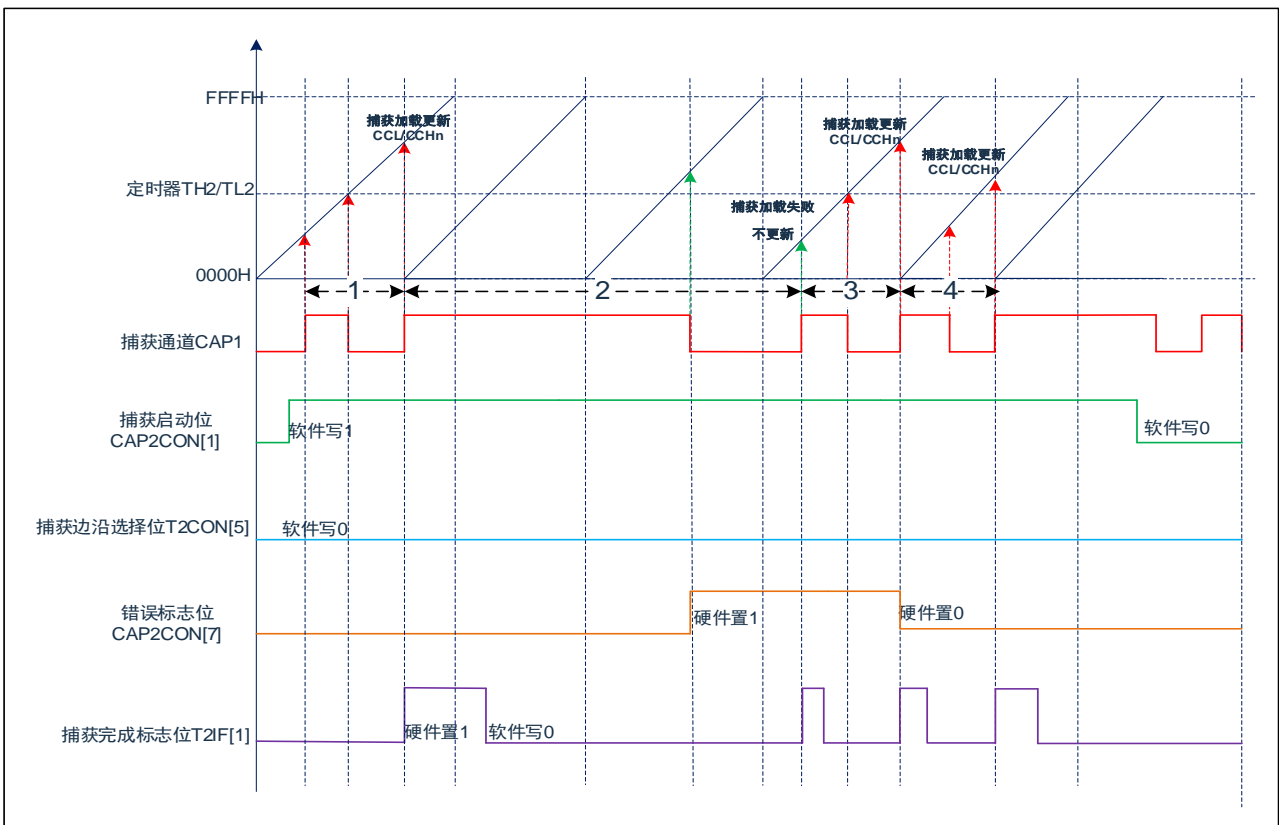 FFFFH
捕获加载更新
CCL/CCHn
捕获加载更新
CCL/CCHn
捕获加载更新
CCL/CCHn
定时器TH2/TL2
捕获加载失败
不更新
0000H
1
2
3
4
捕获通道CAP1
捕获启动位
CAP2CON[1]
软件写1
软件写0
捕获边沿选择位T2CON[5]
软件写0
错误标志位
CAP2CON[7]
硬件置1
硬件置0
捕获完成标志位T2IF[1]
硬件置1
软件写0